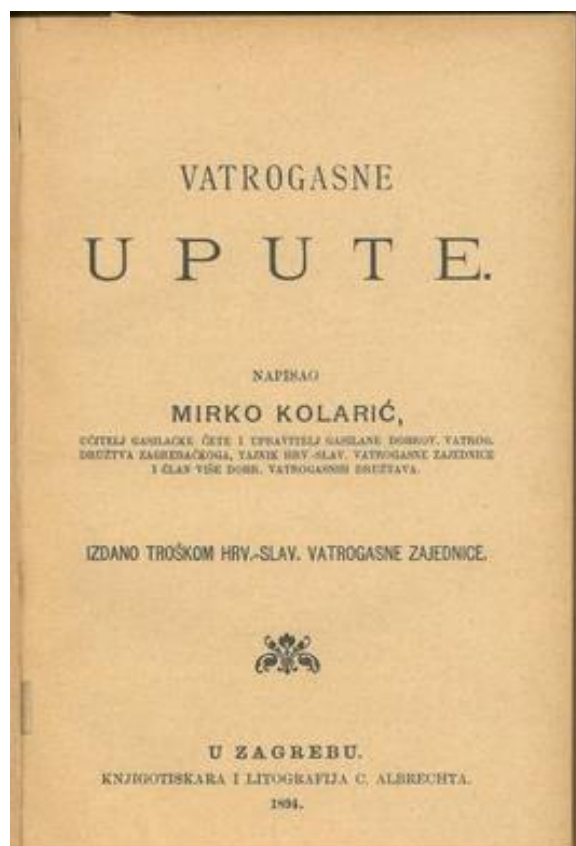 VATROGASNE
UPUTE.
NAPISAO
MIRKO KOLARIĆ,
UČITELJ GASILAČKE ČETE I UPRAVITELJ GASILANE DOBROV. VATROG.
DRUŽTVA ZAGREBAČKOGA, TAJNIK HRV.-SLAV. VATROGASNE ZAJEDNICE
I ČLAN VIŠE DOBR. VATROGASNIH DRUŽTAVA.
IZDANO TROŠKOM HRV.-SLAV. VATROGASNE ZAJEDNICE.
U ZAGREBU.
KNJIGOTISKARA I LITOGRAFIJA C. ALBRECHTA.
1894.